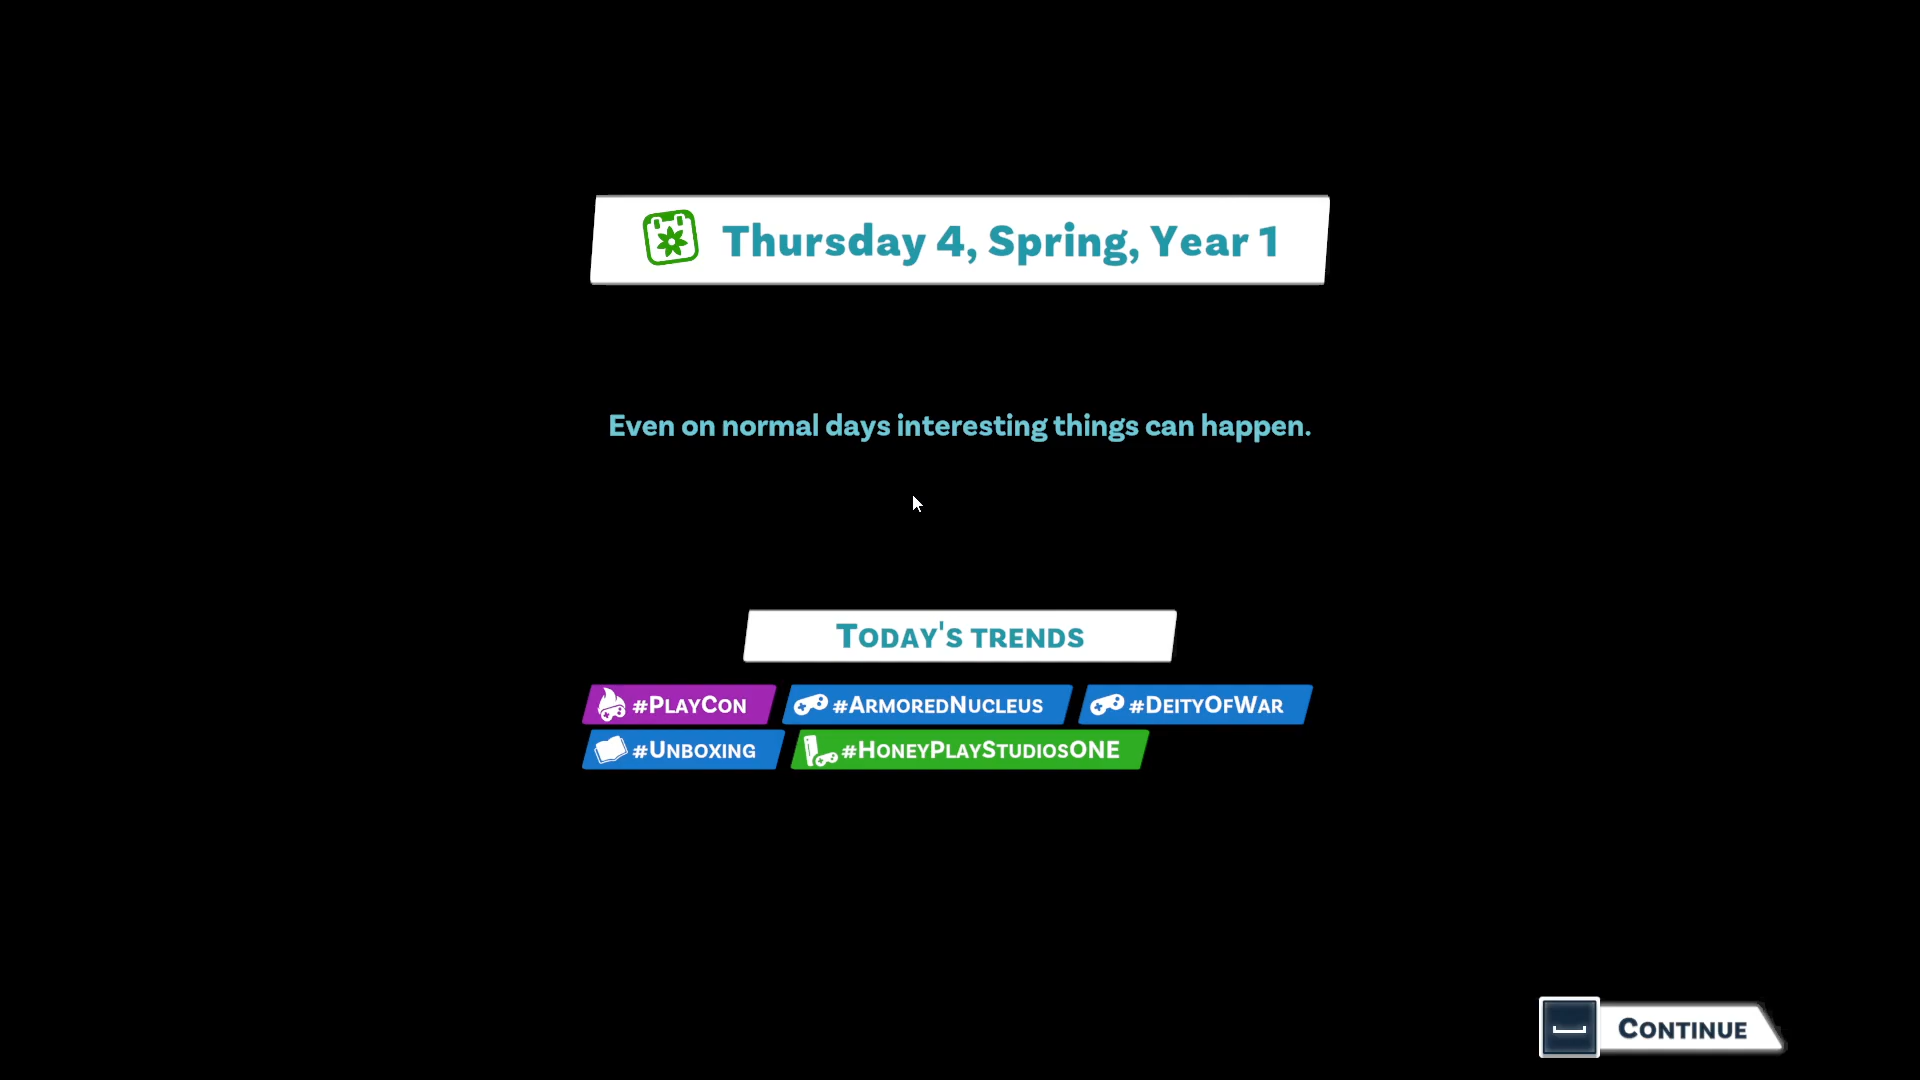 Thursday 4, Spring, Year 1
Even on normal days interesting things can happen.
Today's trends
#PlayCon #ArmoredNucleus #DeityOfWar
#Unboxing #HoneyPlayStudiosONE
Continue